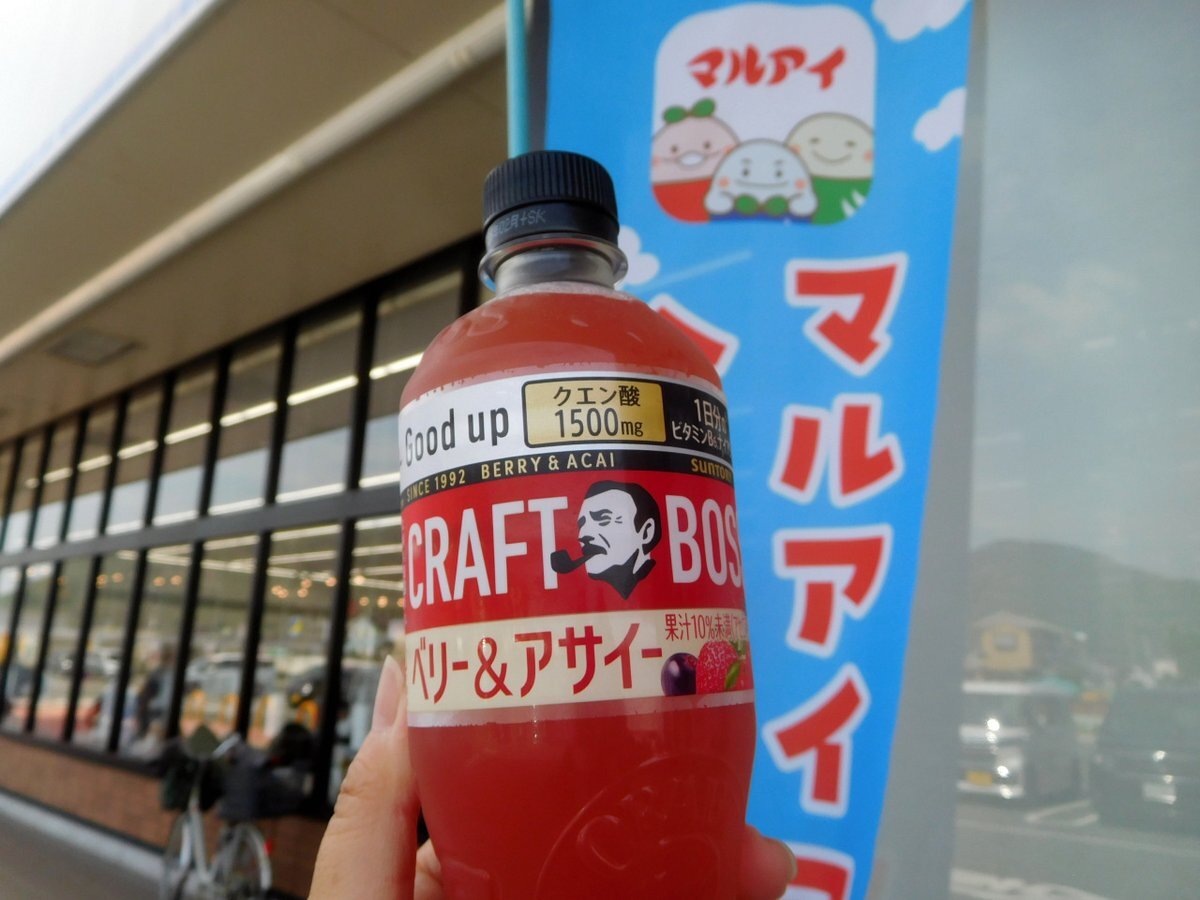 マルアイ
マルアイ
Good up
クエン酸
1500mg
1日分の
ビタミンB6
SINCE 1992 BERRY & ACAI
SUNTORY
CRAFT BOS
果汁10%未満
ベリー&アサイー